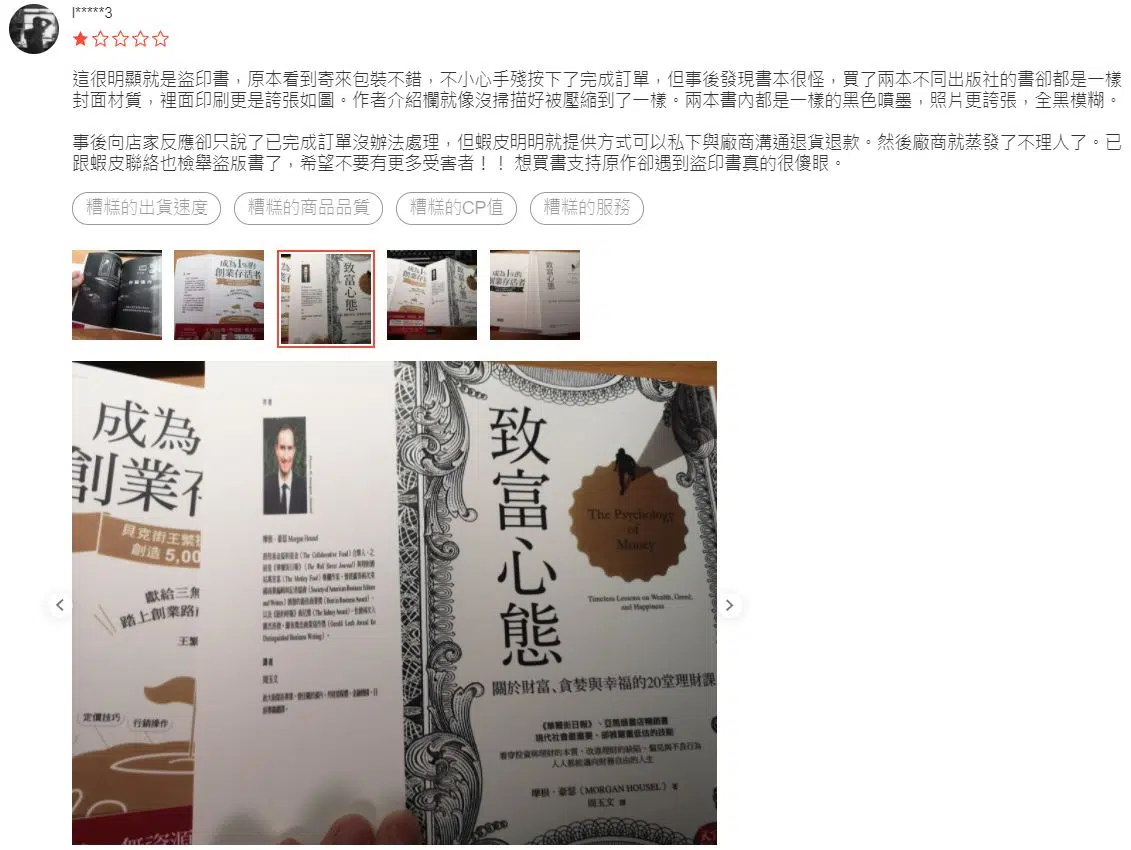 l*****3
這很明顯就是盜印書，原本看到寄來包裝不錯，不小心手殘按下了完成訂單，但事後發現書本很怪，買了兩本不同出版社的書卻都是一樣
封面材質，裡面印刷更是誇張如圖。作者介紹欄就像沒掃描好被壓縮到了一樣。兩本書內都是一樣的黑色噴墨，照片更誇張，全黑模糊。
事後向店家反應卻只說了已完成訂單沒辦法處理，但蝦皮明明就提供方式可以私下與廠商溝通退貨退款。然後廠商就蒸發了不理人了。已
跟蝦皮聯絡也檢舉盜版書了，希望不要有更多受害者！！ 想買書支持原作卻遇到盜印書真的很傻眼。
糟糕的出貨速度
糟糕的商品品質
糟糕的CP值
糟糕的服務
成為1%的
創業存活者
致富心態
成為
創業存
貝克街王繁捷
創造 5,00
獻給三無
踏上創業路
王繁
定價技巧
行銷操作
作者
摩根・豪瑟 Morgan Housel
譯者
周玉文
致富心態
The Psychology
of
Money
Timeless Lessons on Wealth, Greed,
and Happiness
關於財富、貪婪與幸福的20堂理財課
《華爾街日報》、亞馬遜書店暢銷書
現代社會最重要、卻被嚴重低估的技能
看穿投資與理財的本質，改進理財的缺陷、偏見與不良行為
人人都能邁向財務自由的人生
摩根・豪瑟（MORGAN HOUSEL）著
周玉文 譯